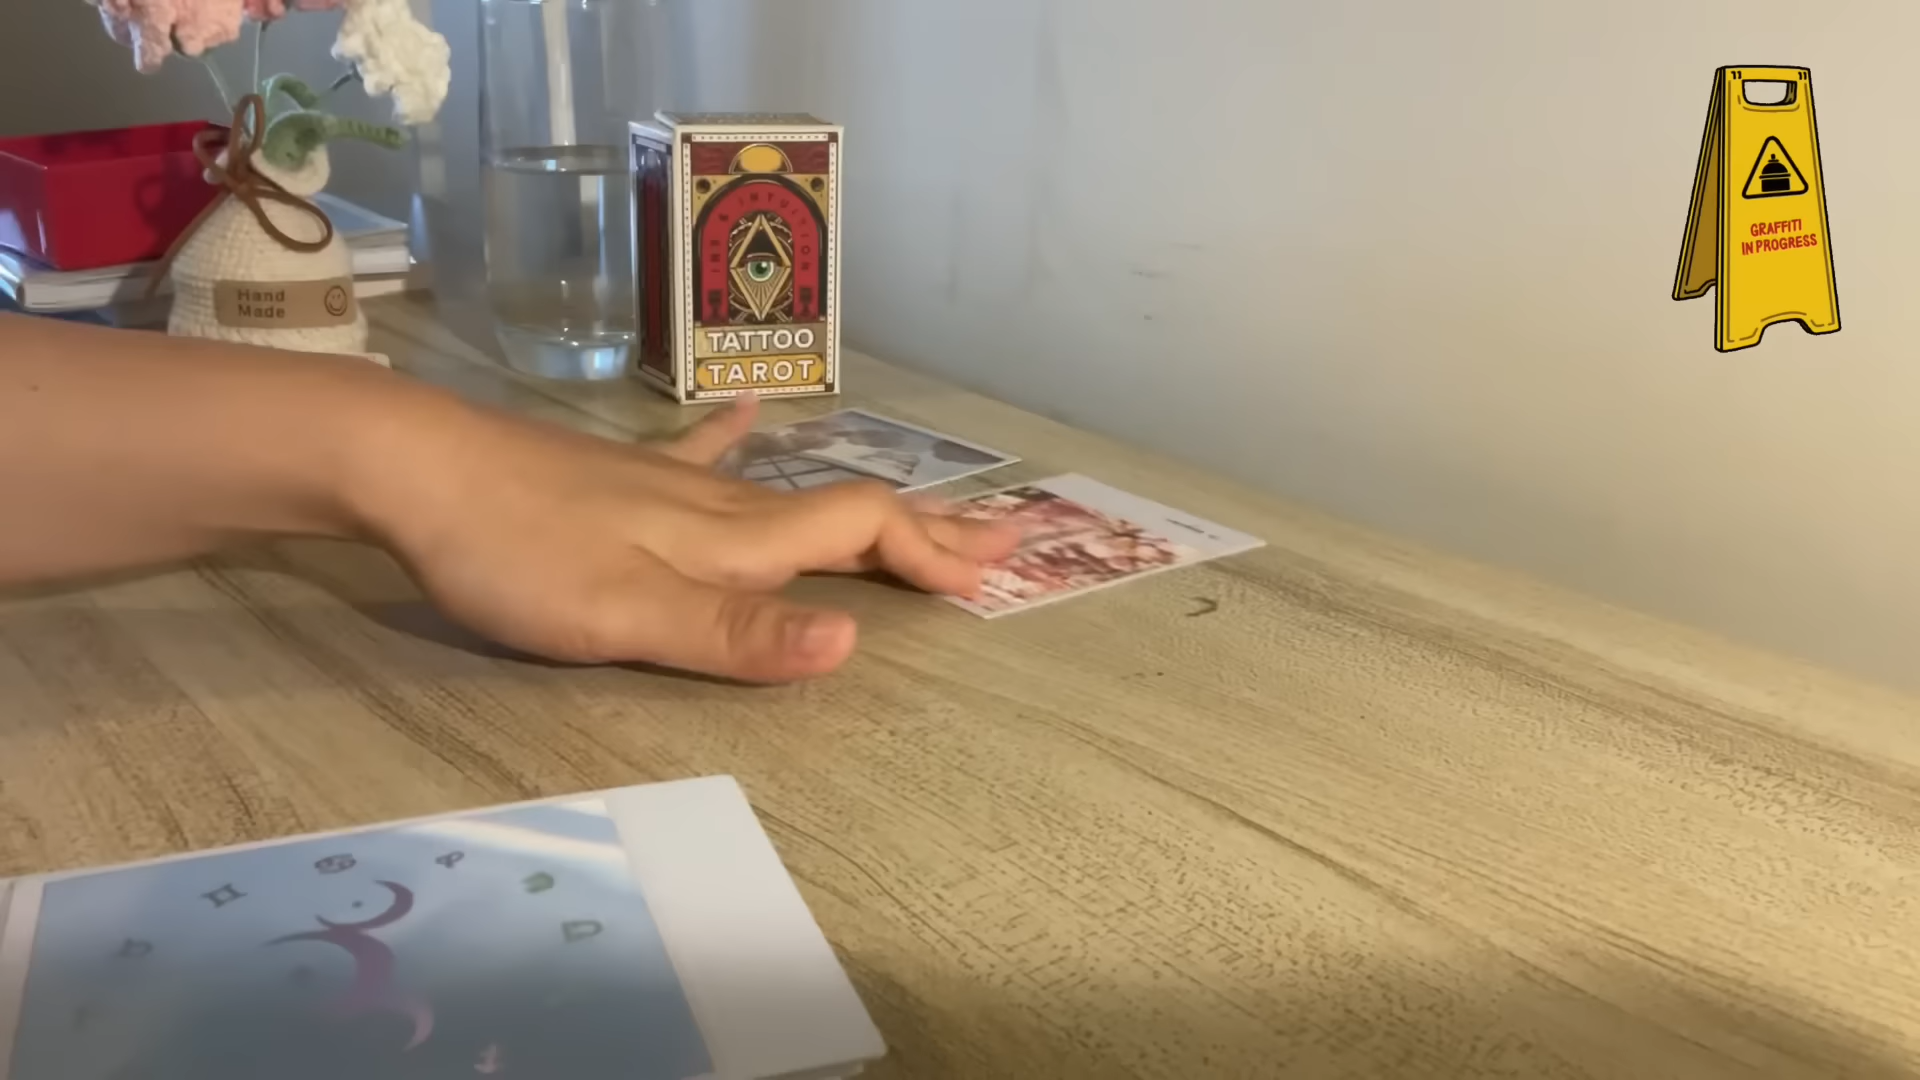 Hand
Made
INK & INTUITION
TATTOO
TAROT
GRAFFITI
IN PROGRESS